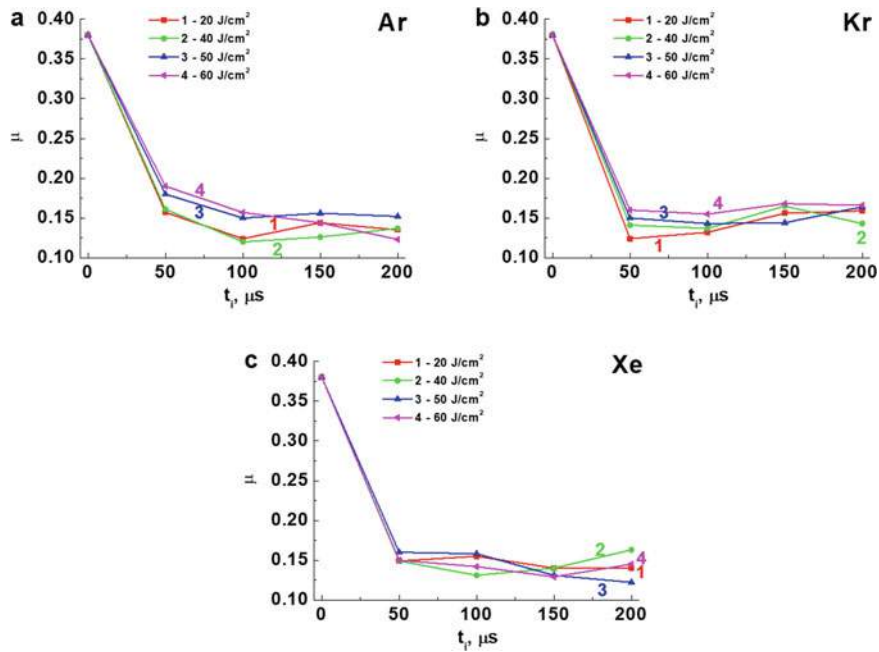 a
Ar
1 - 20 J/cm²
2 - 40 J/cm²
3 - 50 J/cm²
4 - 60 J/cm²
0.40
0.35
0.30
0.25
0.20
0.15
0.10
μ
4
3
1
2
0 50 100 150 200
tᵢ, μs
b
Kr
1 - 20 J/cm²
2 - 40 J/cm²
3 - 50 J/cm²
4 - 60 J/cm²
0.40
0.35
0.30
0.25
0.20
0.15
0.10
μ
3
4
1
2
0 50 100 150 200
tᵢ, μs
c
Xe
1 - 20 J/cm²
2 - 40 J/cm²
3 - 50 J/cm²
4 - 60 J/cm²
0.40
0.35
0.30
0.25
0.20
0.15
0.10
μ
2
4
1
3
0 50 100 150 200
tᵢ, μs